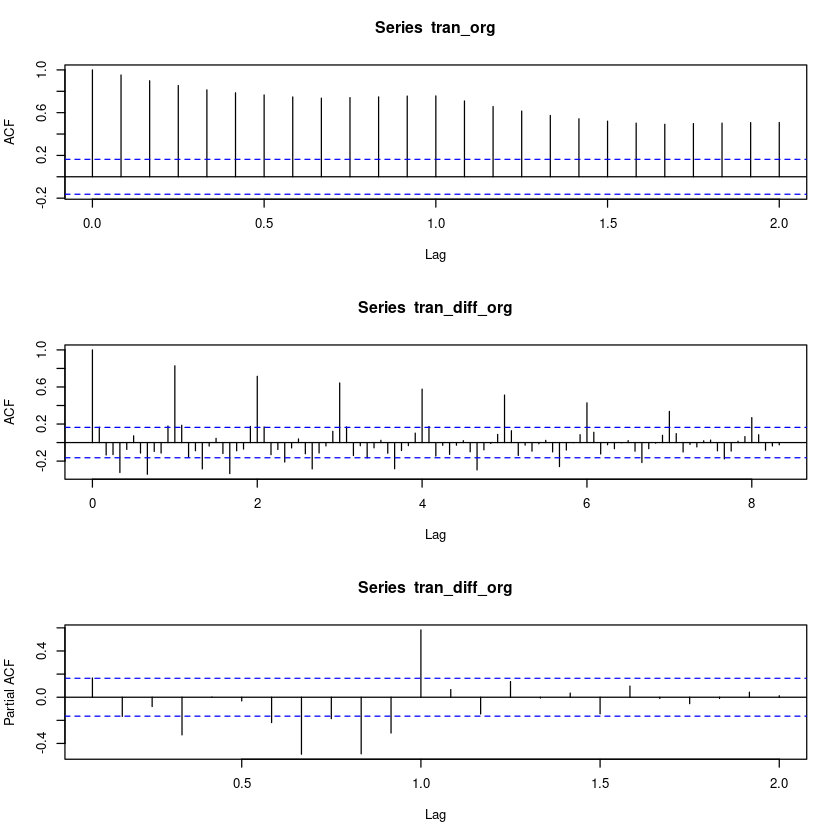 Series tran_org
ACF
1.0
0.6
0.2
-0.2
0.0 0.5 1.0 1.5 2.0
Lag
Series tran_diff_org
ACF
1.0
0.6
0.2
-0.2
0 2 4 6 8
Lag
Series tran_diff_org
Partial ACF
0.4
0.0
-0.4
0.5 1.0 1.5 2.0
Lag